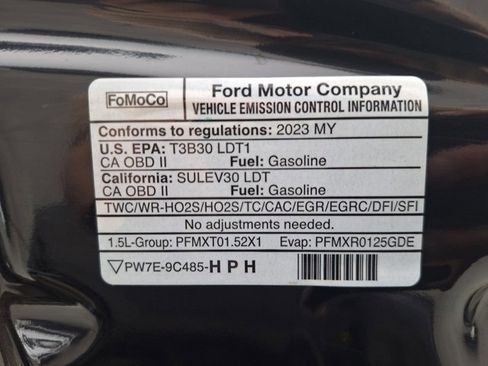 FoMoCo
Ford Motor Company
VEHICLE EMISSION CONTROL INFORMATION
Conforms to regulations: 2023 MY
U.S. EPA: T3B30 LDT1
CA OBD II Fuel: Gasoline
California: SULEV30 LDT
CA OBD II Fuel: Gasoline
TWC/WR-HO2S/HO2S/TC/CAC/EGR/EGRC/DFI/SFI
No adjustments needed.
1.5L-Group: PFMXT01.52X1 Evap: PFMXR0125GDE
PW7E-9C485-HPH